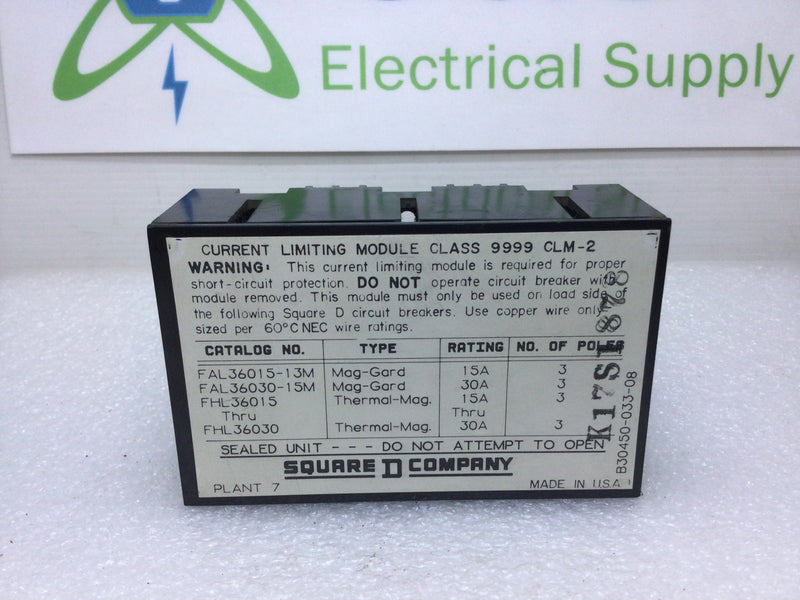 Electrical Supply
CURRENT LIMITING MODULE CLASS 9999 CLM-2
WARNING: This current limiting module is required for proper
short-circuit protection. DO NOT operate circuit breaker with
module removed. This module must only be used on load side of
the following Square D circuit breakers. Use copper wire only
sized per 60°C NEC wire ratings.
CATALOG NO. TYPE RATING NO. OF POLES
FAL36015-13M Mag-Gard 15A 3
FAL36030-15M Mag-Gard 30A 3
FHL36015 Thermal-Mag. 15A 3
Thru Thru
FHL36030 Thermal-Mag. 30A 3
SEALED UNIT --- DO NOT ATTEMPT TO OPEN
SQUARE D COMPANY
PLANT 7 MADE IN U.S.A.
B30450-033-08